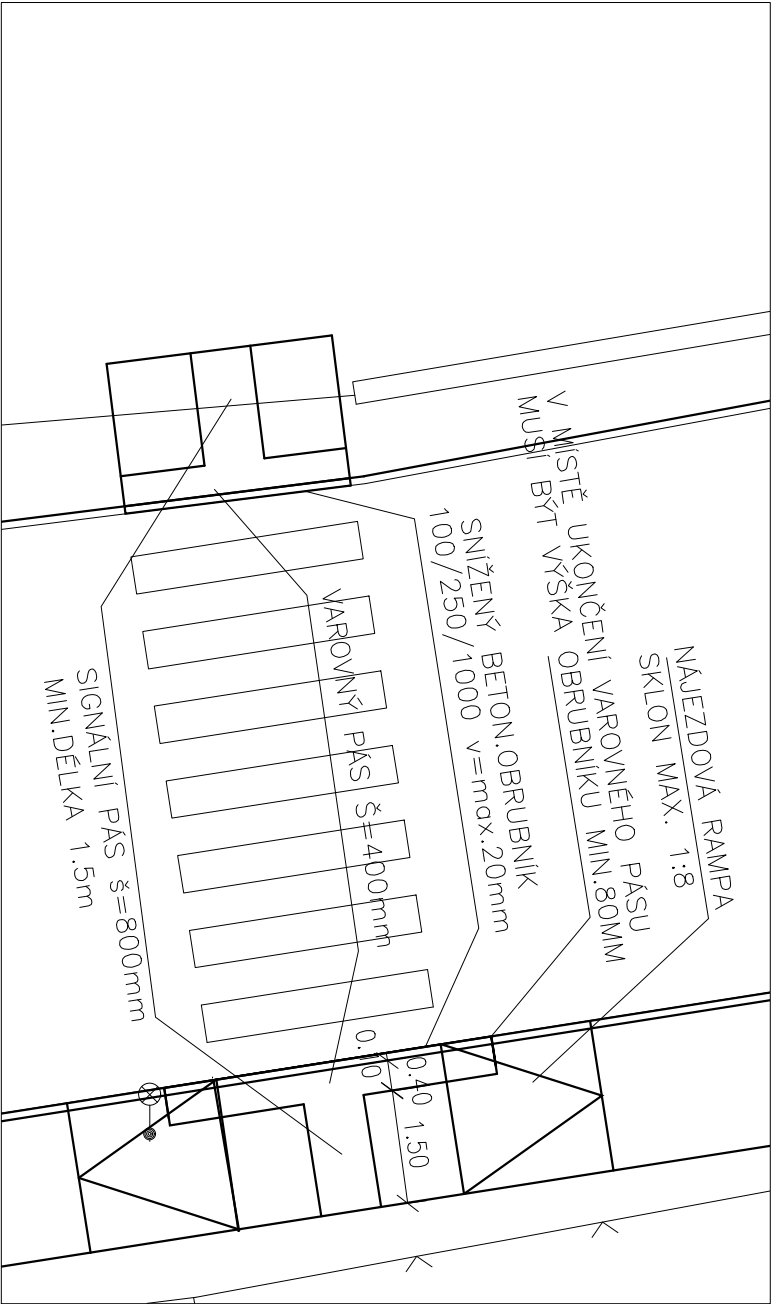 NÁJEZDOVÁ RAMPA
SKLON MAX. 1:8
V MÍSTĚ UKONČENÍ VAROVNÉHO PÁSU
MUSÍ BÝT VÝŠKA OBRUBNÍKU MIN.80MM
SNÍŽENÝ BETON.OBRUBNÍK
100/250/1000 v=max.20mm
VAROVNÝ PÁS Š=400mm
SIGNÁLNÍ PÁS š=800mm
MIN.DÉLKA 1.5m
0.40 1.50
0.10